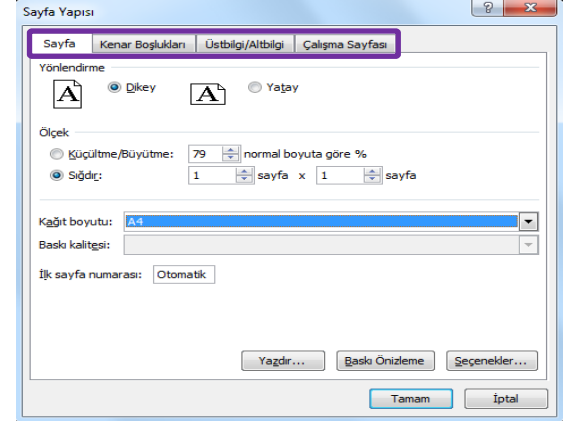 Sayfa Yapısı
Sayfa Kenar Boşlukları Üstbilgi/Altbilgi Çalışma Sayfası
Yönlendirme
A Dikey A Yatay
Ölçek
Küçültme/Büyütme: 79 normal boyuta göre %
Sığdır: 1 sayfa x 1 sayfa
Kağıt boyutu: A4
Baskı kalitesi:
İlk sayfa numarası: Otomatik
Yazdır... Baskı Önizleme Seçenekler...
Tamam İptal